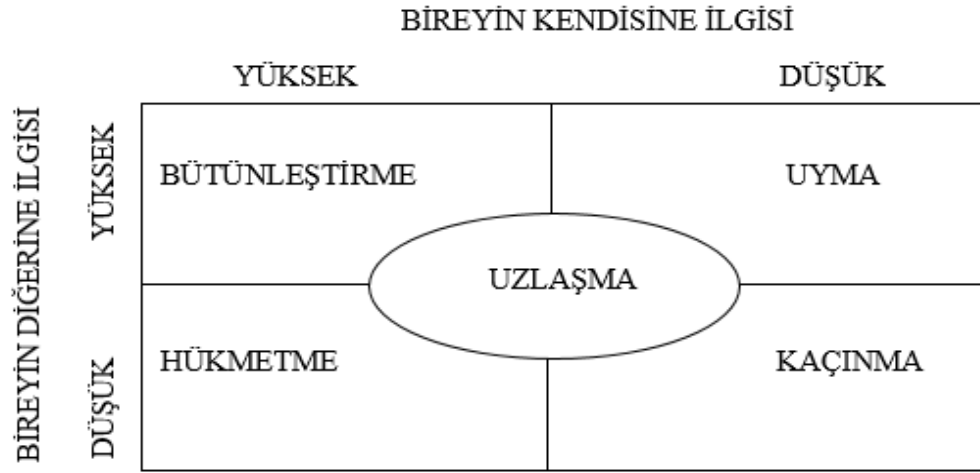 BİREYİN KENDİSİNE İLGİSİ
YÜKSEK DÜŞÜK
BİREYİN DİĞERİNE İLGİSİ
YÜKSEK
BÜTÜNLEŞTİRME UYMA
UZLAŞMA
DÜŞÜK
HÜKMETME KAÇINMA